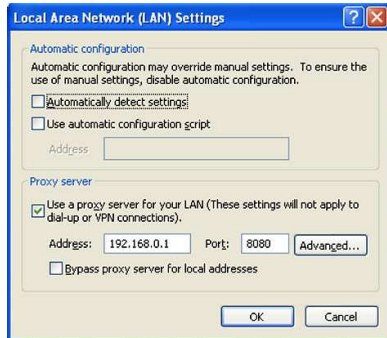 Local Area Network (LAN) Settings
Automatic configuration
Automatic configuration may override manual settings. To ensure the
use of manual settings, disable automatic configuration.
Automatically detect settings
Use automatic configuration script
Address
Proxy server
Use a proxy server for your LAN (These settings will not apply to
dial-up or VPN connections).
Address: 192.168.0.1 Port: 8080 Advanced...
Bypass proxy server for local addresses
OK Cancel